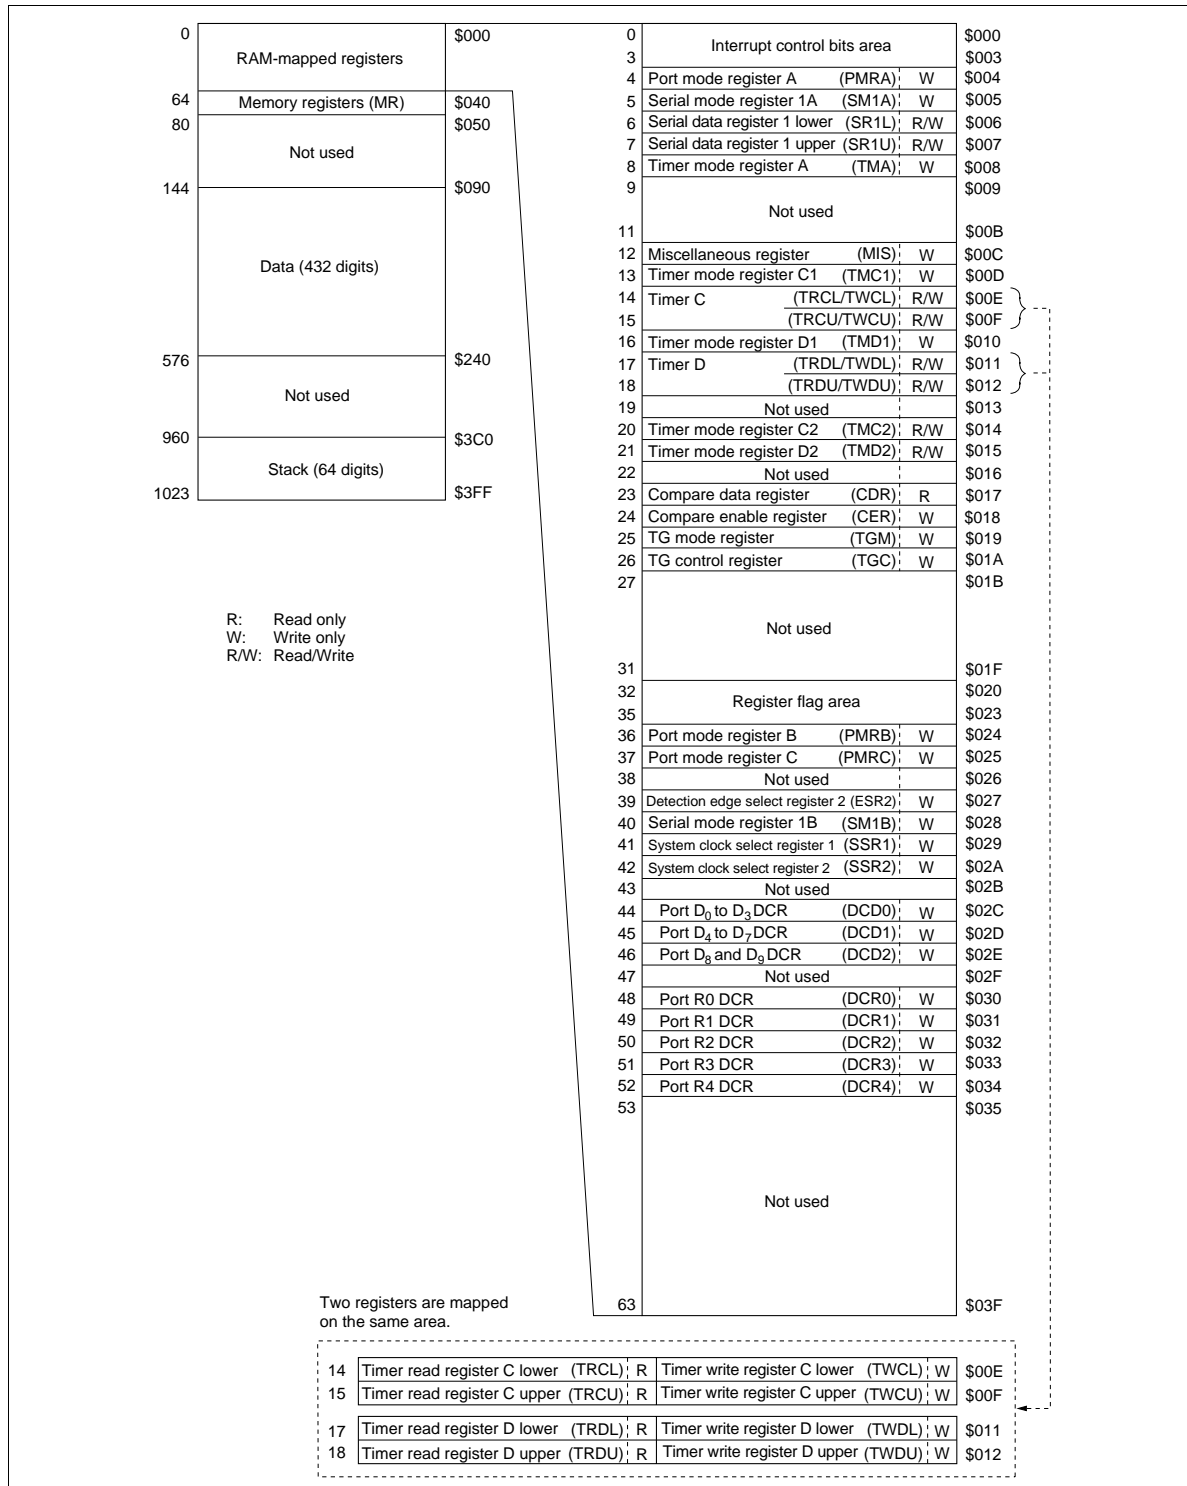 0 RAM-mapped registers $000
64 Memory registers (MR) $040
80 Not used $050
144 Data (432 digits) $090
576 Not used $240
960 Stack (64 digits) $3C0
1023 $3FF
R: Read only
W: Write only
R/W: Read/Write
0 Interrupt control bits area $000
3 $003
4 Port mode register A (PMRA) W $004
5 Serial mode register 1A (SM1A) W $005
6 Serial data register 1 lower (SR1L) R/W $006
7 Serial data register 1 upper (SR1U) R/W $007
8 Timer mode register A (TMA) W $008
9 $009
Not used
11 $00B
12 Miscellaneous register (MIS) W $00C
13 Timer mode register C1 (TMC1) W $00D
14 Timer C (TRCL/TWCL) R/W $00E
15 (TRCU/TWCU) R/W $00F
16 Timer mode register D1 (TMD1) W $010
17 Timer D (TRDL/TWDL) R/W $011
18 (TRDU/TWDU) R/W $012
19 Not used $013
20 Timer mode register C2 (TMC2) R/W $014
21 Timer mode register D2 (TMD2) R/W $015
22 Not used $016
23 Compare data register (CDR) R $017
24 Compare enable register (CER) W $018
25 TG mode register (TGM) W $019
26 TG control register (TGC) W $01A
27 $01B
Not used
31 $01F
32 Register flag area $020
35 $023
36 Port mode register B (PMRB) W $024
37 Port mode register C (PMRC) W $025
38 Not used $026
39 Detection edge select register 2 (ESR2) W $027
40 Serial mode register 1B (SM1B) W $028
41 System clock select register 1 (SSR1) W $029
42 System clock select register 2 (SSR2) W $02A
43 Not used $02B
44 Port D0 to D3 DCR (DCD0) W $02C
45 Port D4 to D7 DCR (DCD1) W $02D
46 Port D8 and D9 DCR (DCD2) W $02E
47 Not used $02F
48 Port R0 DCR (DCR0) W $030
49 Port R1 DCR (DCR1) W $031
50 Port R2 DCR (DCR2) W $032
51 Port R3 DCR (DCR3) W $033
52 Port R4 DCR (DCR4) W $034
53 $035
Not used
63 $03F
Two registers are mapped
on the same area.
14 Timer read register C lower (TRCL) R Timer write register C lower (TWCL) W $00E
15 Timer read register C upper (TRCU) R Timer write register C upper (TWCU) W $00F
17 Timer read register D lower (TRDL) R Timer write register D lower (TWDL) W $011
18 Timer read register D upper (TRDU) R Timer write register D upper (TWDU) W $012